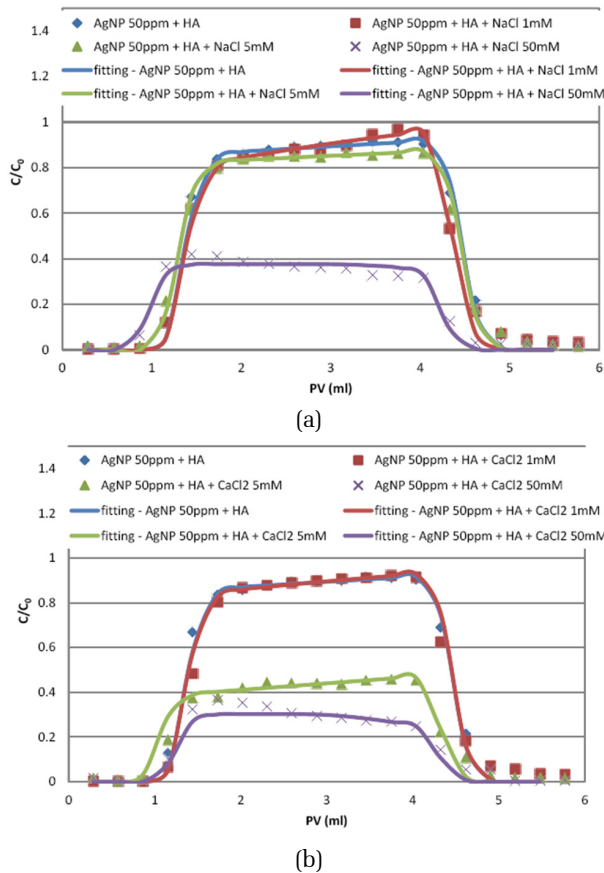 1.4
AgNP 50ppm + HA
AgNP 50ppm + HA + NaCl 1mM
AgNP 50ppm + HA + NaCl 5mM
AgNP 50ppm + HA + NaCl 50mM
1.2
fitting - AgNP 50ppm + HA
fitting - AgNP 50ppm + HA + NaCl 1mM
fitting - AgNP 50ppm + HA + NaCl 5mM
fitting - AgNP 50ppm + HA + NaCl 50mM
1
C/C0
0.8
0.6
0.4
0.2
0
0 1 2 3 4 5 6
PV (ml)
(a)
1.4
AgNP 50ppm + HA
AgNP 50ppm + HA + CaCl2 1mM
AgNP 50ppm + HA + CaCl2 5mM
AgNP 50ppm + HA + CaCl2 50mM
1.2
fitting - AgNP 50ppm + HA
fitting - AgNP 50ppm + HA + CaCl2 1mM
fitting - AgNP 50ppm + HA + CaCl2 5mM
fitting - AgNP 50ppm + HA + CaCl2 50mM
1
C/C0
0.8
0.6
0.4
0.2
0
0 1 2 3 4 5 6
PV (ml)
(b)